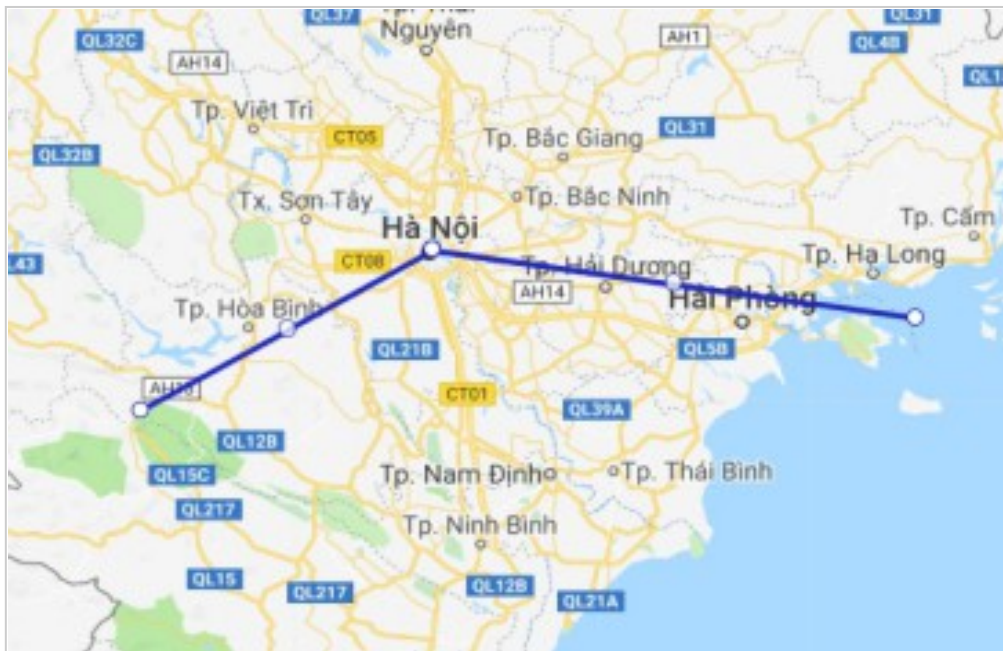 QL37
Nguyên
QL32C
AH14
AH1
QL31
QL4B
Tp. Việt Trì
CT05
QL31
Tp. Bắc Giang
QL32B
Tx. Sơn Tây
Tp. Bắc Ninh
Hà Nội
Tp. Cẩm
L43
CT08
Tp. Hải Dương
Tp. Hạ Long
AH14
Hải Phòng
Tp. Hòa Bình
QL21B
QL5B
CT01
QL39A
QL12B
QL15C
Tp. Nam Định
Tp. Thái Bình
QL217
Tp. Ninh Bình
QL15
QL217
QL12B
QL21A